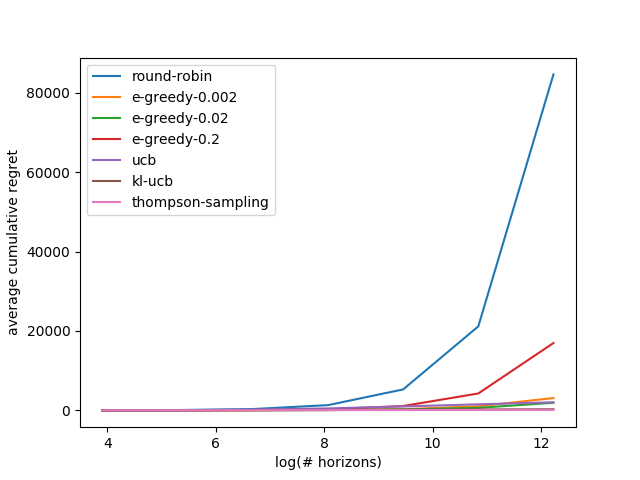 round-robin
e-greedy-0.002
e-greedy-0.02
e-greedy-0.2
ucb
kl-ucb
thompson-sampling
80000
60000
40000
20000
0
average cumulative regret
4 6 8 10 12
log(# horizons)